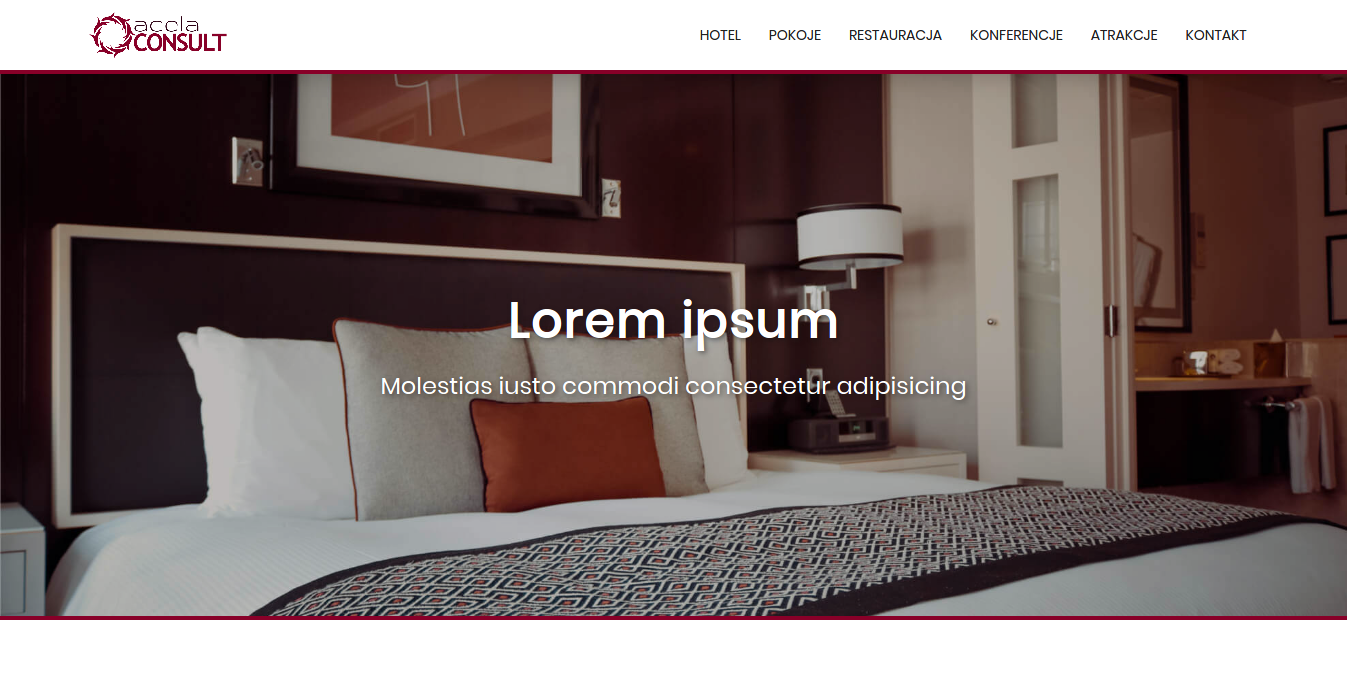 accla
CONSULT
HOTEL POKOJE RESTAURACJA KONFERENCJE ATRAKCJE KONTAKT
Lorem ipsum
Molestias iusto commodi consectetur adipisicing